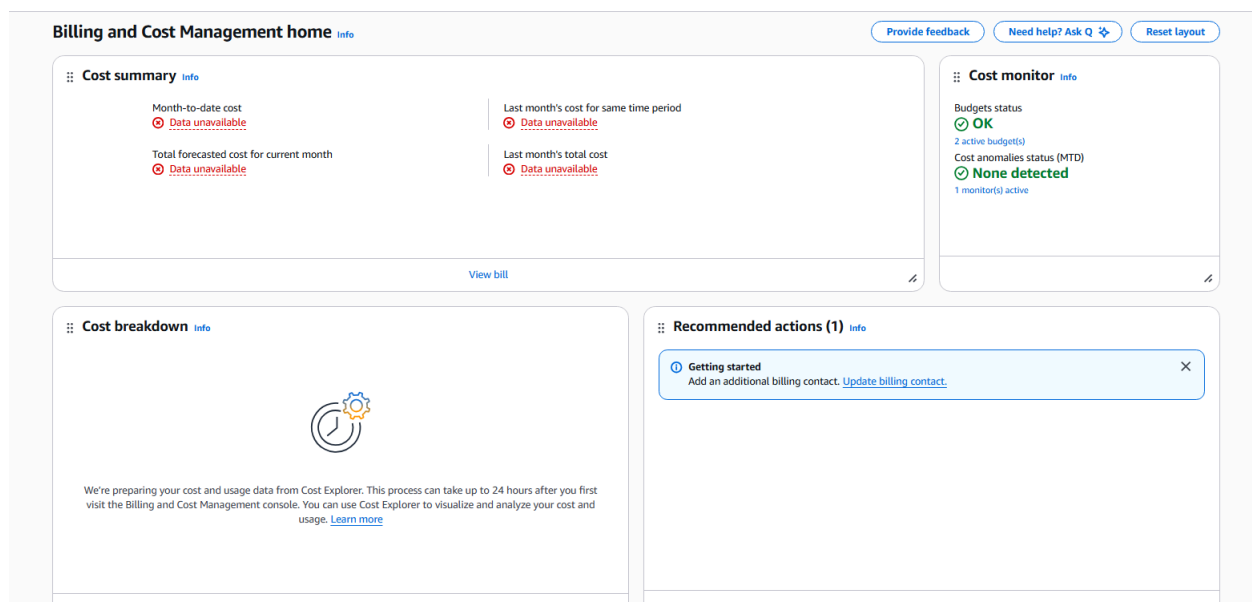 Billing and Cost Management home Info
Provide feedback
Need help? Ask Q
Reset layout
Cost summary Info
Month-to-date cost
Data unavailable
Last month's cost for same time period
Data unavailable
Total forecasted cost for current month
Data unavailable
Last month's total cost
Data unavailable
View bill
Cost monitor Info
Budgets status
OK
2 active budget(s)
Cost anomalies status (MTD)
None detected
1 monitor(s) active
Cost breakdown Info
We're preparing your cost and usage data from Cost Explorer. This process can take up to 24 hours after you first
visit the Billing and Cost Management console. You can use Cost Explorer to visualize and analyze your cost and
usage. Learn more
Recommended actions (1) Info
Getting started
Add an additional billing contact. Update billing contact.